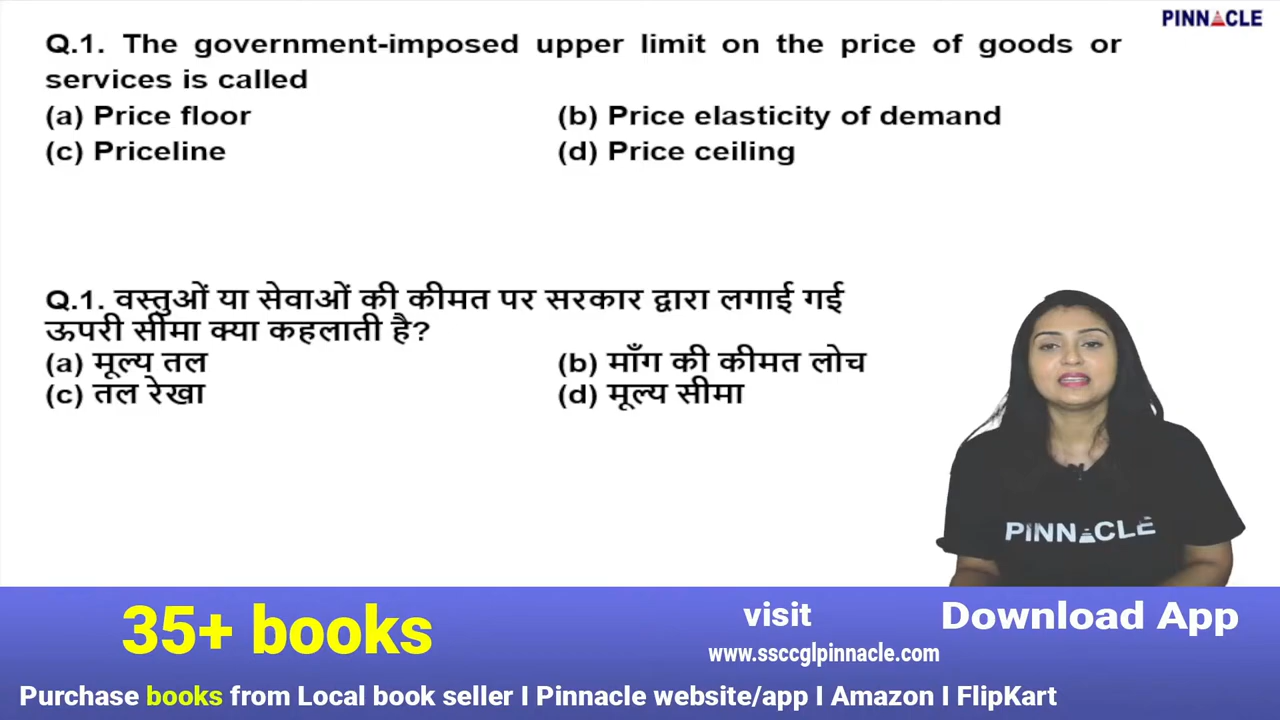 PINNACLE
Q.1. The government-imposed upper limit on the price of goods or
services is called
(a) Price floor
(b) Price elasticity of demand
(c) Priceline
(d) Price ceiling
Q.1. वस्तुओं या सेवाओं की कीमत पर सरकार द्वारा लगाई गई
ऊपरी सीमा क्या कहलाती है?
(a) मूल्य तल
(b) माँग की कीमत लोच
(c) तल रेखा
(d) मूल्य सीमा
PINNACLE
35+ books
visit
www.ssccglpinnacle.com
Download App
Purchase books from Local book seller I Pinnacle website/app I Amazon I FlipKart